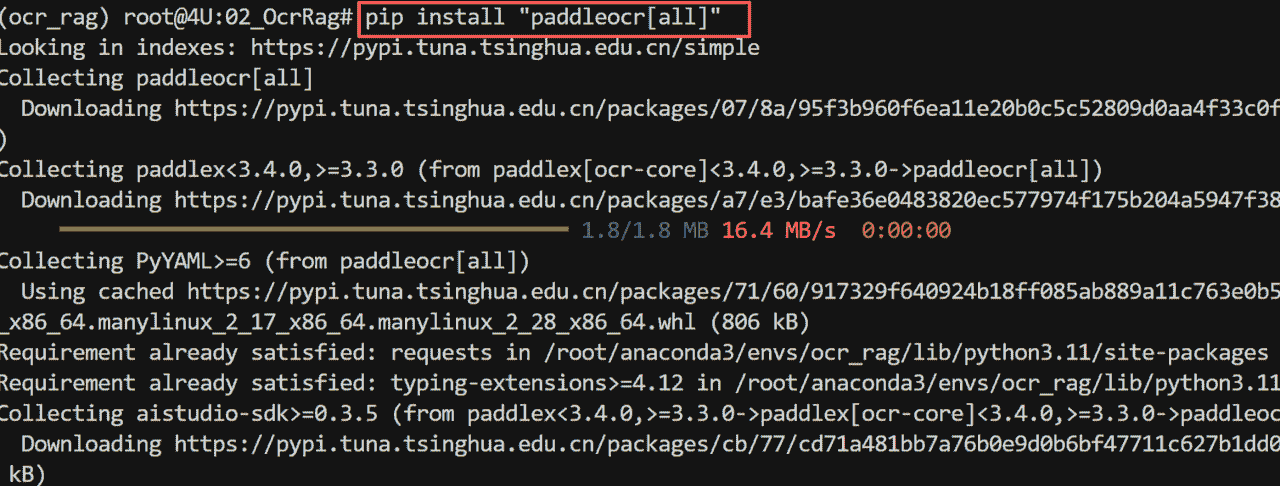 (ocr_rag) root@4U:02_OcrRag# pip install "paddleocr[all]"
Looking in indexes: https://pypi.tuna.tsinghua.edu.cn/simple
Collecting paddleocr[all]
Downloading https://pypi.tuna.tsinghua.edu.cn/packages/07/8a/95f3b960f6ea11e20b0c5c52809d0aa4f33c0f
)
Collecting paddlex<3.4.0,>=3.3.0 (from paddlex[ocr-core]<3.4.0,>=3.3.0->paddleocr[all])
Downloading https://pypi.tuna.tsinghua.edu.cn/packages/a7/e3/bafe36e0483820ec577974f175b204a5947f38
1.8/1.8 MB 16.4 MB/s 0:00:00
Collecting PyYAML>=6 (from paddleocr[all])
Using cached https://pypi.tuna.tsinghua.edu.cn/packages/71/60/917329f640924b18ff085ab889a11c763e0b5
_x86_64.manylinux_2_17_x86_64.manylinux_2_28_x86_64.whl (806 kB)
Requirement already satisfied: requests in /root/anaconda3/envs/ocr_rag/lib/python3.11/site-packages
Requirement already satisfied: typing-extensions>=4.12 in /root/anaconda3/envs/ocr_rag/lib/python3.11
Collecting aistudio-sdk>=0.3.5 (from paddlex<3.4.0,>=3.3.0->paddlex[ocr-core]<3.4.0,>=3.3.0->paddleoc
Downloading https://pypi.tuna.tsinghua.edu.cn/packages/cb/77/cd71a481bb7a76b0e9d0b6bf47711c627b1dd0
kB)